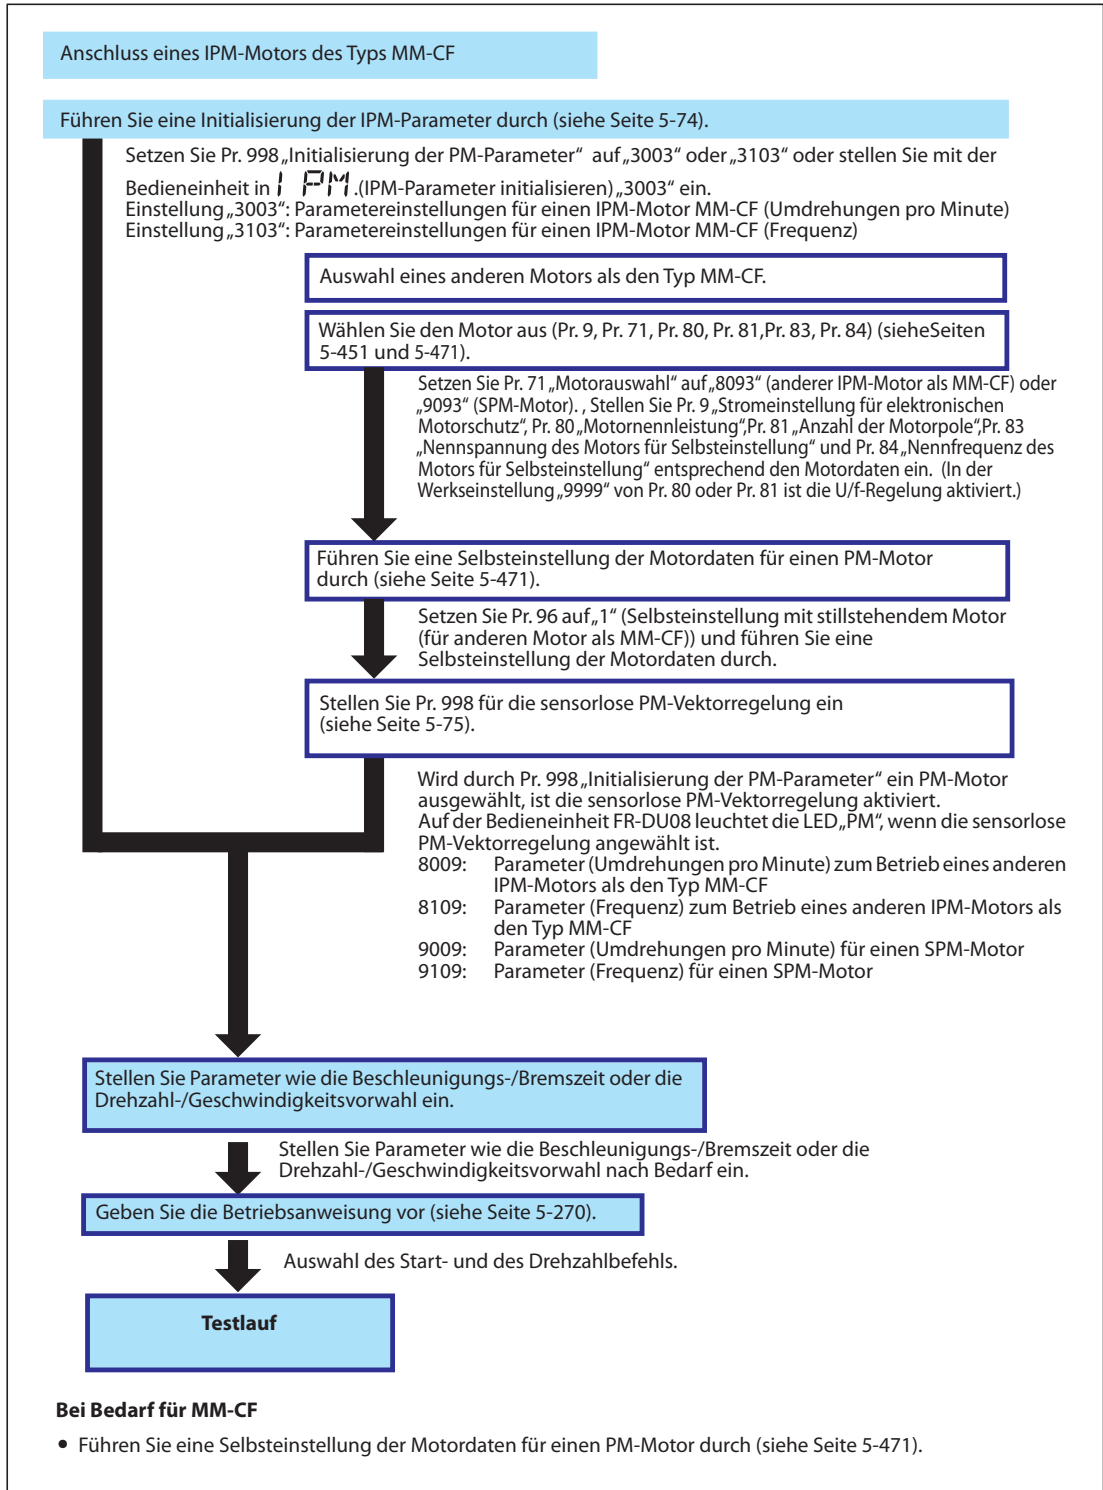 Anschluss eines IPM-Motors des Typs MM-CF
Führen Sie eine Initialisierung der IPM-Parameter durch (siehe Seite 5-74).
Setzen Sie Pr. 998 „Initialisierung der PM-Parameter“ auf „3003“ oder „3103“ oder stellen Sie mit der
Bedieneinheit in IPM.(IPM-Parameter initialisieren) „3003“ ein.
Einstellung „3003“: Parametereinstellungen für einen IPM-Motor MM-CF (Umdrehungen pro Minute)
Einstellung „3103“: Parametereinstellungen für einen IPM-Motor MM-CF (Frequenz)
Auswahl eines anderen Motors als den Typ MM-CF.
Wählen Sie den Motor aus (Pr. 9, Pr. 71, Pr. 80, Pr. 81,Pr. 83, Pr. 84) (sieheSeiten
5-451 und 5-471).
Setzen Sie Pr. 71 „Motorauswahl“ auf „8093“ (anderer IPM-Motor als MM-CF) oder
„9093“ (SPM-Motor). , Stellen Sie Pr. 9 „Stromeinstellung für elektronischen
Motorschutz“, Pr. 80 „Motornennleistung“,Pr. 81 „Anzahl der Motorpole“,Pr. 83
„Nennspannung des Motors für Selbsteinstellung“ und Pr. 84 „Nennfrequenz des
Motors für Selbsteinstellung“ entsprechend den Motordaten ein. (In der
Werkseinstellung „9999“ von Pr. 80 oder Pr. 81 ist die U/f-Regelung aktiviert.)
Führen Sie eine Selbsteinstellung der Motordaten für einen PM-Motor
durch (siehe Seite 5-471).
Setzen Sie Pr. 96 auf „1“ (Selbsteinstellung mit stillstehendem Motor
(für anderen Motor als MM-CF)) und führen Sie eine
Selbsteinstellung der Motordaten durch.
Stellen Sie Pr. 998 für die sensorlose PM-Vektorregelung ein
(siehe Seite 5-75).
Wird durch Pr. 998 „Initialisierung der PM-Parameter“ ein PM-Motor
ausgewählt, ist die sensorlose PM-Vektorregelung aktiviert.
Auf der Bedieneinheit FR-DU08 leuchtet die LED „PM“, wenn die sensorlose
PM-Vektorregelung angewählt ist.
8009: Parameter (Umdrehungen pro Minute) zum Betrieb eines anderen
IPM-Motors als den Typ MM-CF
8109: Parameter (Frequenz) zum Betrieb eines anderen IPM-Motors als
den Typ MM-CF
9009: Parameter (Umdrehungen pro Minute) für einen SPM-Motor
9109: Parameter (Frequenz) für einen SPM-Motor
Stellen Sie Parameter wie die Beschleunigungs-/Bremszeit oder die
Drehzahl-/Geschwindigkeitsvorwahl ein.
Stellen Sie Parameter wie die Beschleunigungs-/Bremszeit oder die
Drehzahl-/Geschwindigkeitsvorwahl nach Bedarf ein.
Geben Sie die Betriebsanweisung vor (siehe Seite 5-270).
Auswahl des Start- und des Drehzahlbefehls.
Testlauf
Bei Bedarf für MM-CF
● Führen Sie eine Selbsteinstellung der Motordaten für einen PM-Motor durch (siehe Seite 5-471).